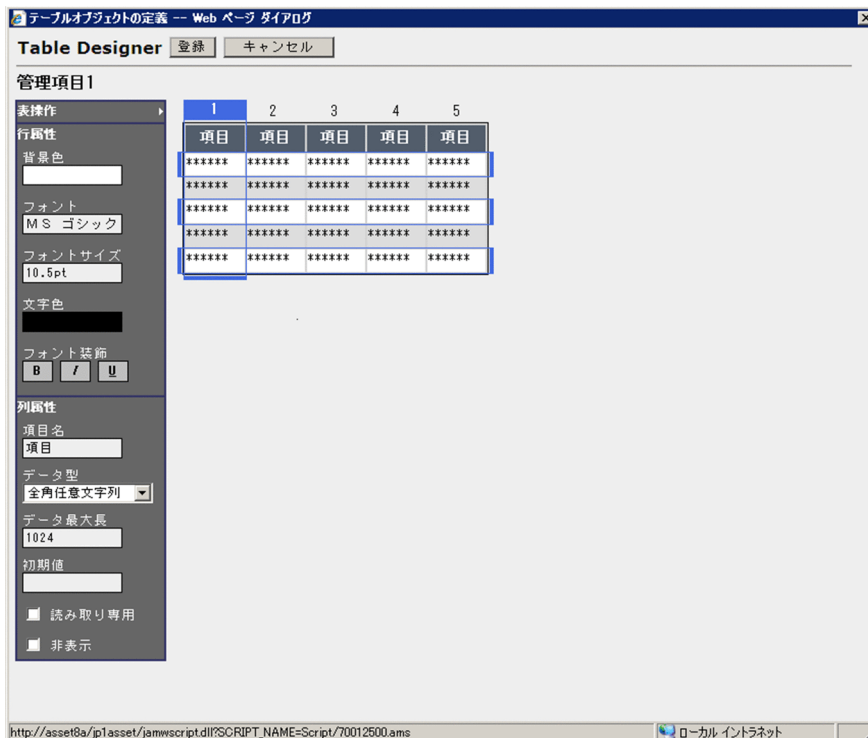 テーブルオブジェクトの定義 -- Web ページ ダイアログ
Table Designer 登録 キャンセル
管理項目1
表操作
行属性
背景色
フォント
MS ゴシック
フォントサイズ
10.5pt
文字色
フォント装飾
B I U
列属性
項目名
項目
データ型
全角任意文字列
データ最大長
1024
初期値
読み取り専用
非表示
1 2 3 4 5
項目 項目 項目 項目 項目
****** ****** ****** ****** ******
****** ****** ****** ****** ******
****** ****** ****** ****** ******
****** ****** ****** ****** ******
****** ****** ****** ****** ******
http://asset8a/jp1asset/jamwscript.dll?SCRIPT_NAME=Script/70012500.ams ローカル イントラネット